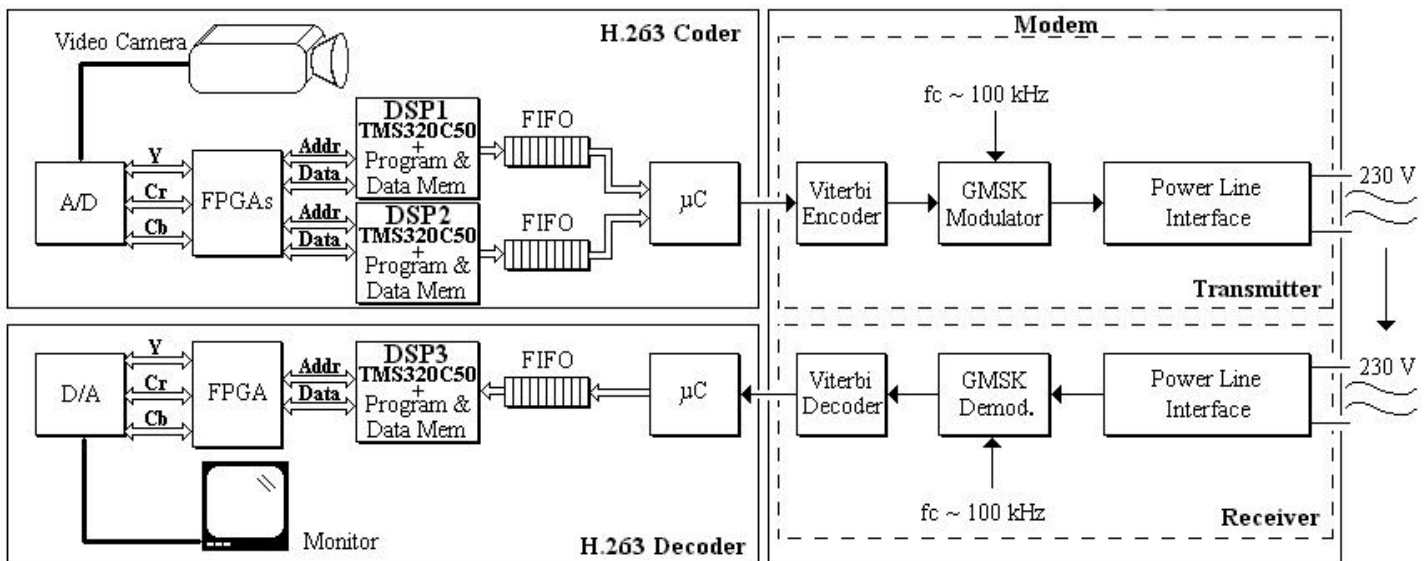 H.263 Coder
Video Camera
A/D
Y
Cr
Cb
FPGAs
Addr
Data
Addr
Data
DSP1
TMS320C50
+
Program &
Data Mem
DSP2
TMS320C50
+
Program &
Data Mem
FIFO
FIFO
μC
Modem
fc ~ 100 kHz
Viterbi
Encoder
GMSK
Modulator
Power Line
Interface
230 V
Transmitter
D/A
Y
Cr
Cb
FPGA
Addr
Data
DSP3
TMS320C50
+
Program &
Data Mem
FIFO
μC
Monitor
H.263 Decoder
Viterbi
Decoder
GMSK
Demod.
fc ~ 100 kHz
Power Line
Interface
230 V
Receiver